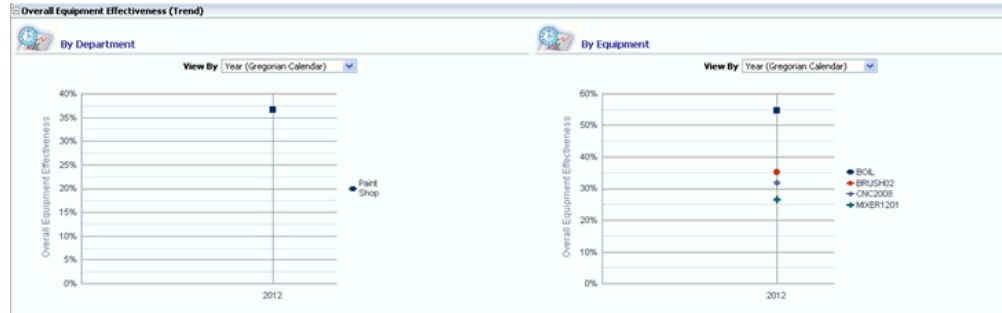 Overall Equipment Effectiveness (Trend)
By Department
View By Year (Gregorian Calendar)
Overall Equipment Effectiveness
40%
35%
30%
25%
20%
15%
10%
5%
0%
2012
Paint
Shop
By Equipment
View By Year (Gregorian Calendar)
Overall Equipment Effectiveness
60%
50%
40%
30%
20%
10%
0%
2012
BOIL
BRUSH02
CNC2008
MIXER1201